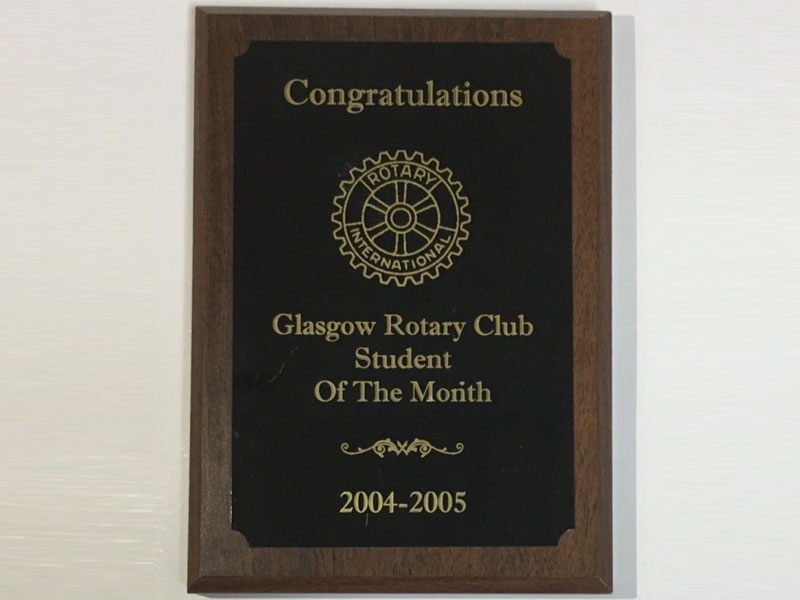 Congratulations
ROTARY
INTERNATIONAL
Glasgow Rotary Club
Student
Of The Month
2004-2005